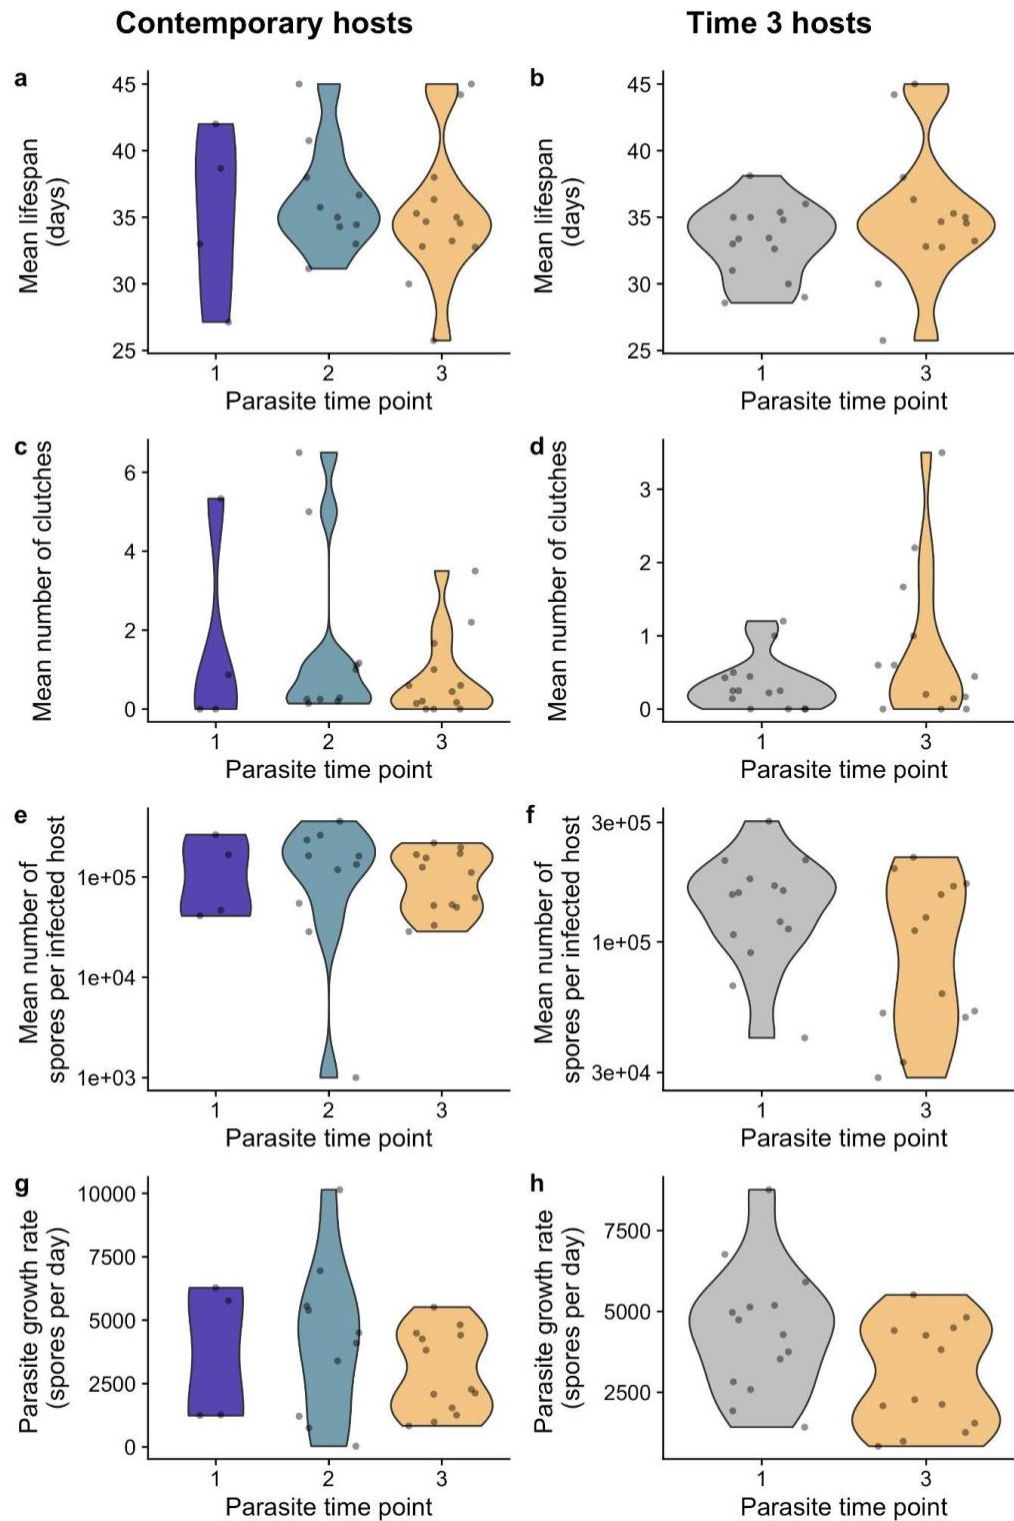 Contemporary hosts
Time 3 hosts
a
Mean lifespan
(days)
45
40
35
30
25
1 2 3
Parasite time point
b
Mean lifespan
(days)
45
40
35
30
25
1 3
Parasite time point
c
Mean number of clutches
6
4
2
0
1 2 3
Parasite time point
d
Mean number of clutches
3
2
1
0
1 3
Parasite time point
e
Mean number of
spores per infected host
1e+05
1e+04
1e+03
1 2 3
Parasite time point
f
Mean number of
spores per infected host
3e+05
1e+05
3e+04
1 3
Parasite time point
g
Parasite growth rate
(spores per day)
10000
7500
5000
2500
0
1 2 3
Parasite time point
h
Parasite growth rate
(spores per day)
7500
5000
2500
1 3
Parasite time point